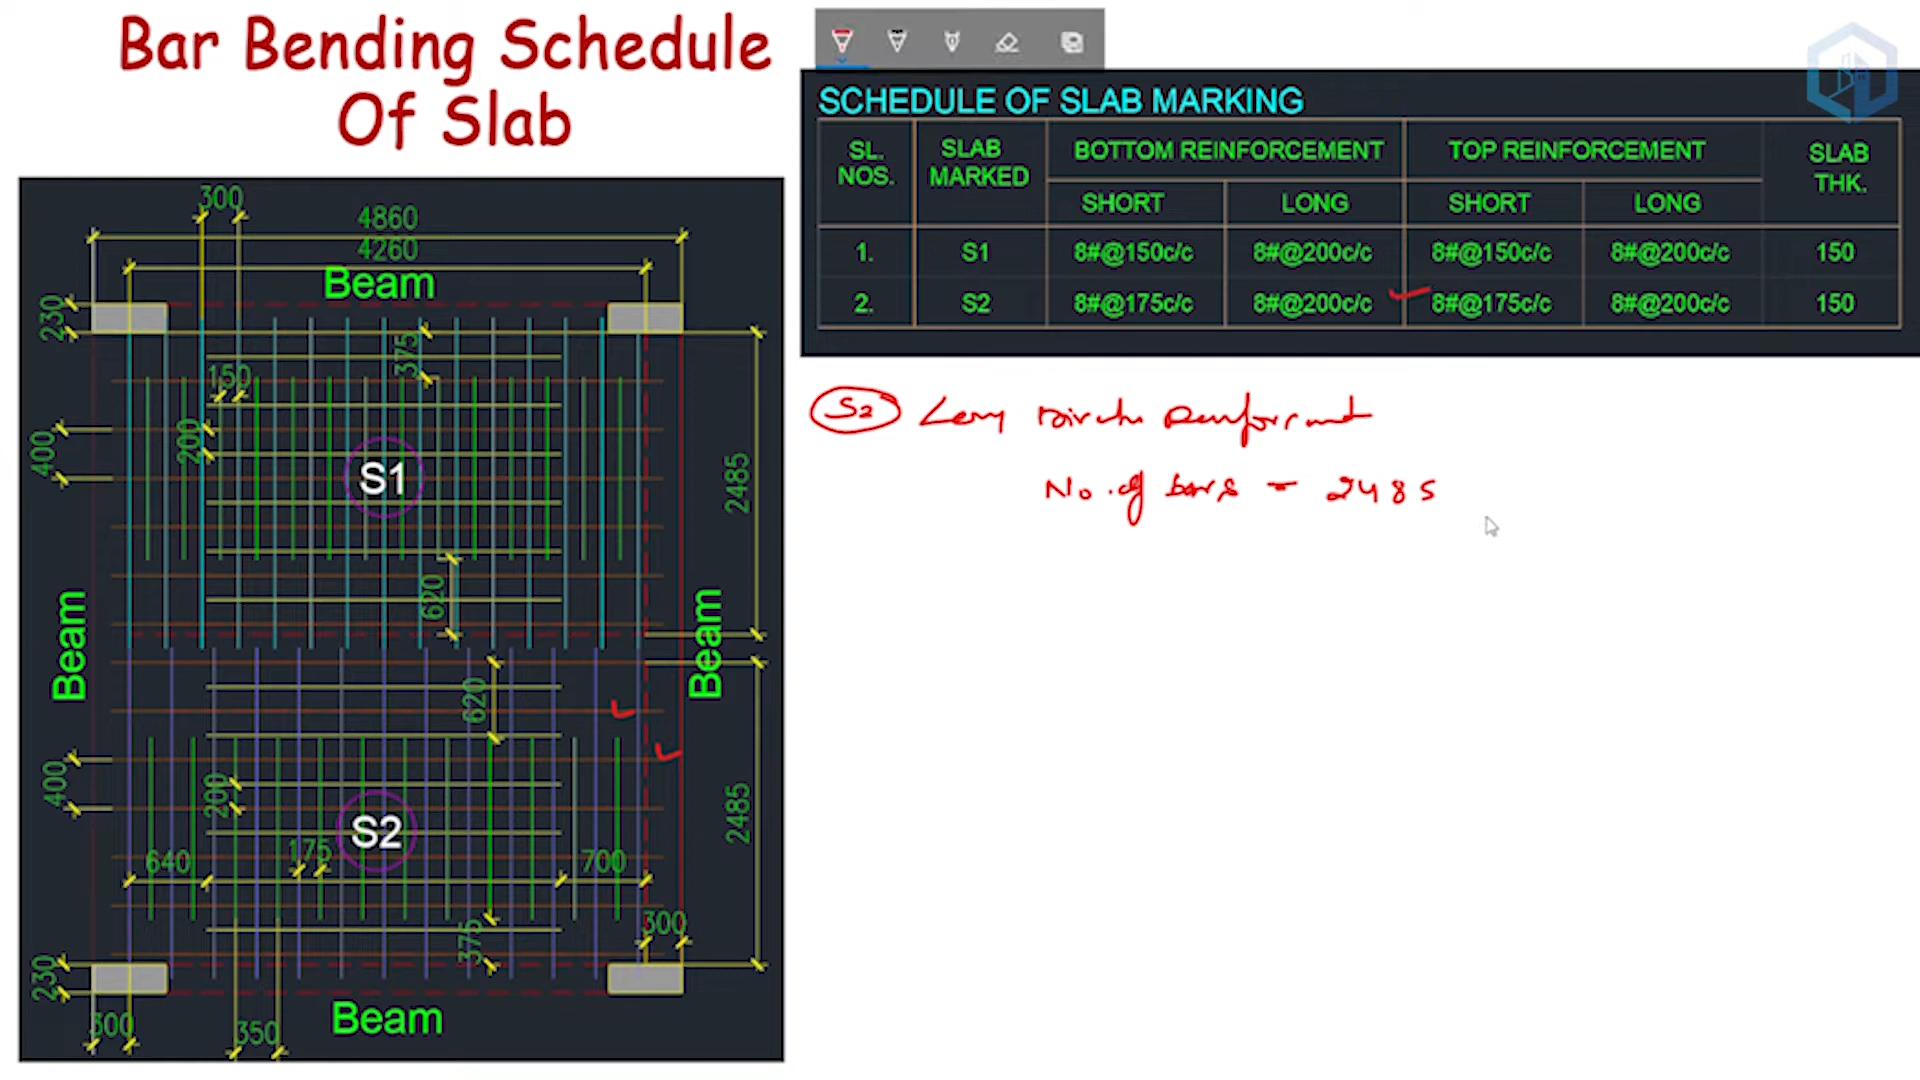 Bar Bending Schedule
Of Slab
SCHEDULE OF SLAB MARKING
SL. NOS. SLAB MARKED BOTTOM REINFORCEMENT TOP REINFORCEMENT SLAB THK.
SHORT LONG SHORT LONG
1. S1 8#@150c/c 8#@200c/c 8#@150c/c 8#@200c/c 150
2. S2 8#@175c/c 8#@200c/c 8#@175c/c 8#@200c/c 150
300
4860
4260
Beam
230
375
150
200
400
S1
2485
620
Beam
Beam
620
400
200
S2
2485
640
175
700
375
300
230
300
350
Beam
S2
No. of bars = 2485